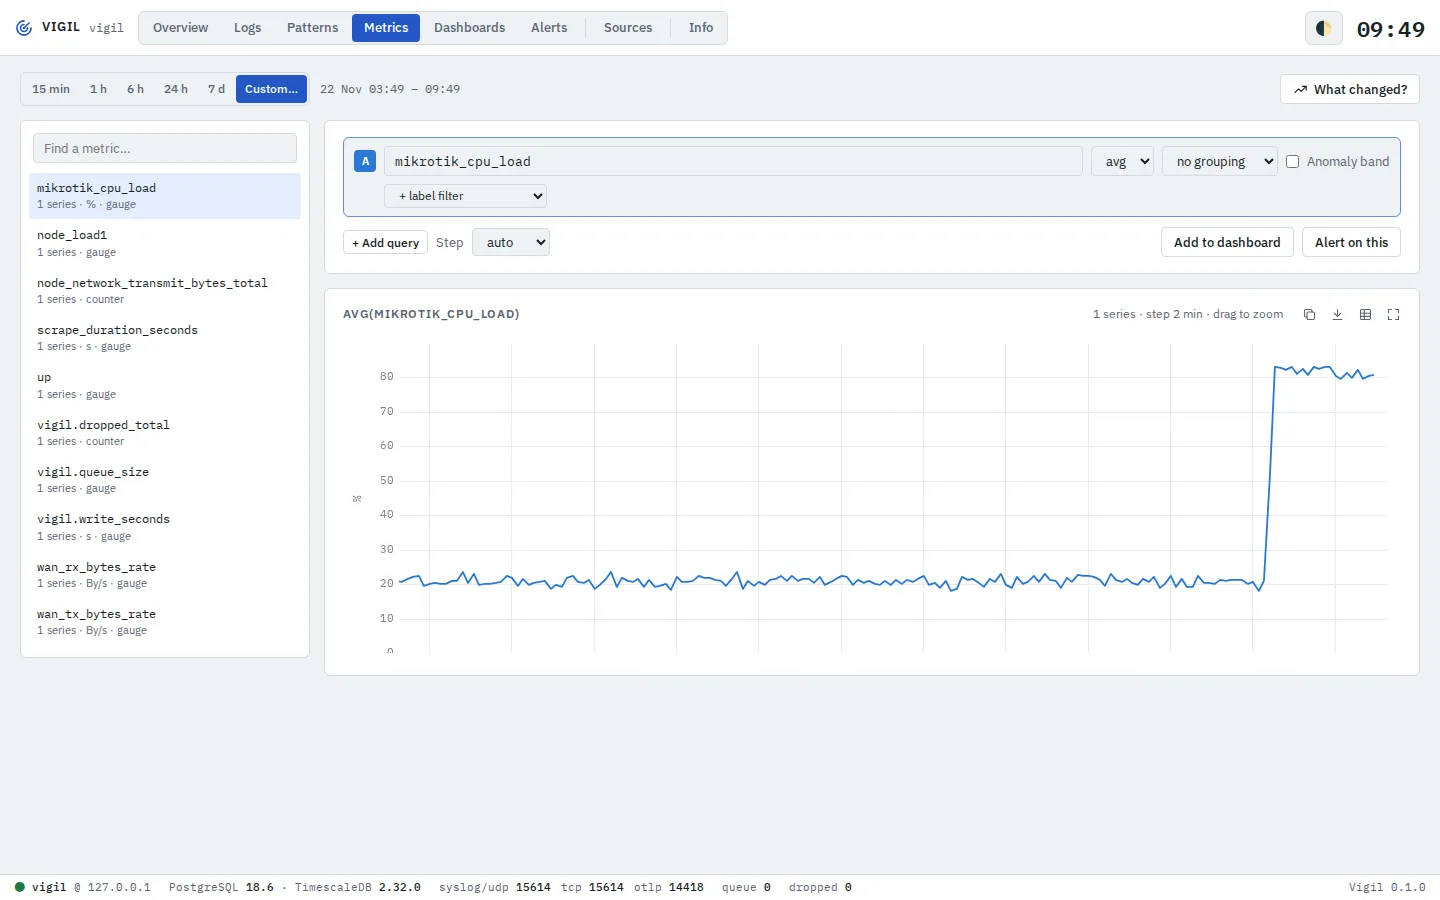 VIGIL vigil Overview Logs Patterns Metrics Dashboards Alerts Sources Info 09:49
15 min 1 h 6 h 24 h 7 d Custom... 22 Nov 03:49 – 09:49 What changed?
Find a metric...
mikrotik_cpu_load
1 series · % · gauge
node_load1
1 series · gauge
node_network_transmit_bytes_total
1 series · counter
scrape_duration_seconds
1 series · s · gauge
up
1 series · gauge
vigil.dropped_total
1 series · counter
vigil.queue_size
1 series · gauge
vigil.write_seconds
1 series · s · gauge
wan_rx_bytes_rate
1 series · By/s · gauge
wan_tx_bytes_rate
1 series · By/s · gauge
A mikrotik_cpu_load avg no grouping Anomaly band
+ label filter
+ Add query Step auto Add to dashboard Alert on this
AVG(MIKROTIK_CPU_LOAD) 1 series · step 2 min · drag to zoom
80
70
60
50
%
40
30
20
10
0
vigil @ 127.0.0.1 PostgreSQL 18.6 · TimescaleDB 2.32.0 syslog/udp 15614 tcp 15614 otlp 14418 queue 0 dropped 0 Vigil 0.1.0